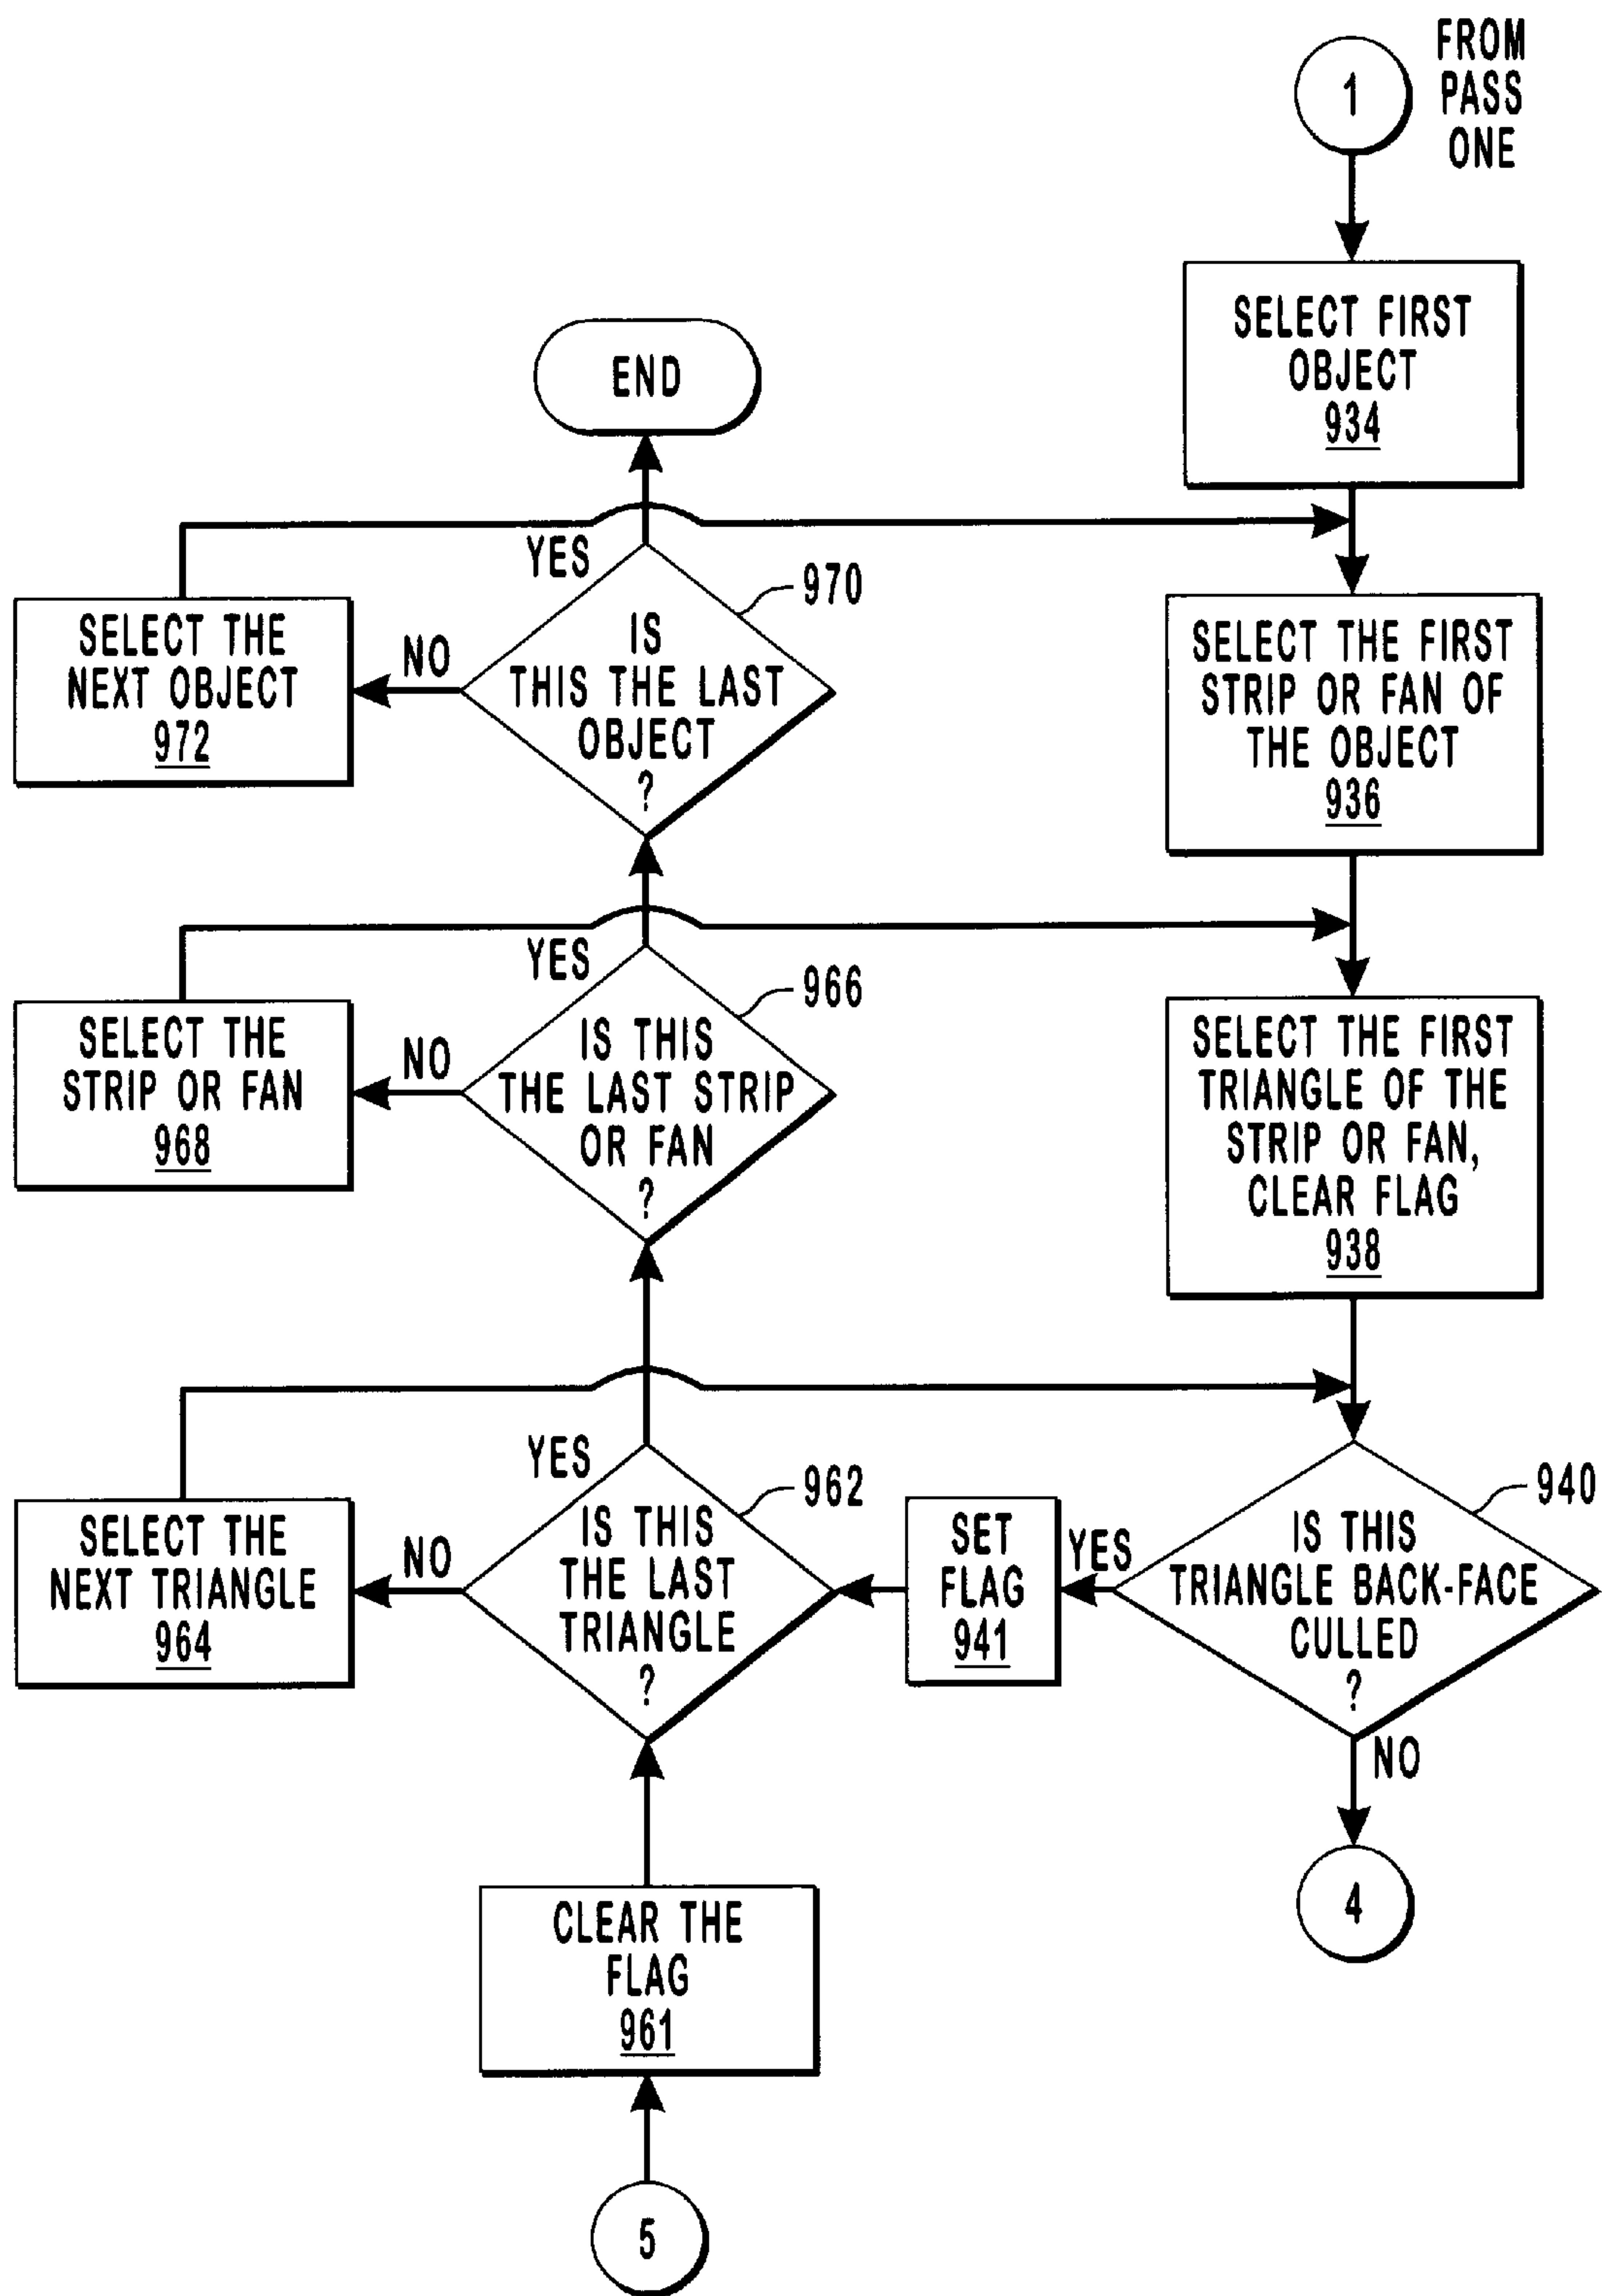 1
FROM
PASS
ONE
SELECT FIRST
OBJECT
934
END
YES
970
SELECT THE
NEXT OBJECT
972
NO
IS
THIS THE LAST
OBJECT
?
SELECT THE FIRST
STRIP OR FAN OF
THE OBJECT
936
YES
966
SELECT THE
STRIP OR FAN
968
NO
IS THIS
THE LAST STRIP
OR FAN
?
SELECT THE FIRST
TRIANGLE OF THE
STRIP OR FAN,
CLEAR FLAG
938
YES
962
SELECT THE
NEXT TRIANGLE
964
NO
IS THIS
THE LAST
TRIANGLE
?
SET
FLAG
941
YES
940
IS THIS
TRIANGLE BACK-FACE
CULLED
?
NO
4
CLEAR THE
FLAG
961
5